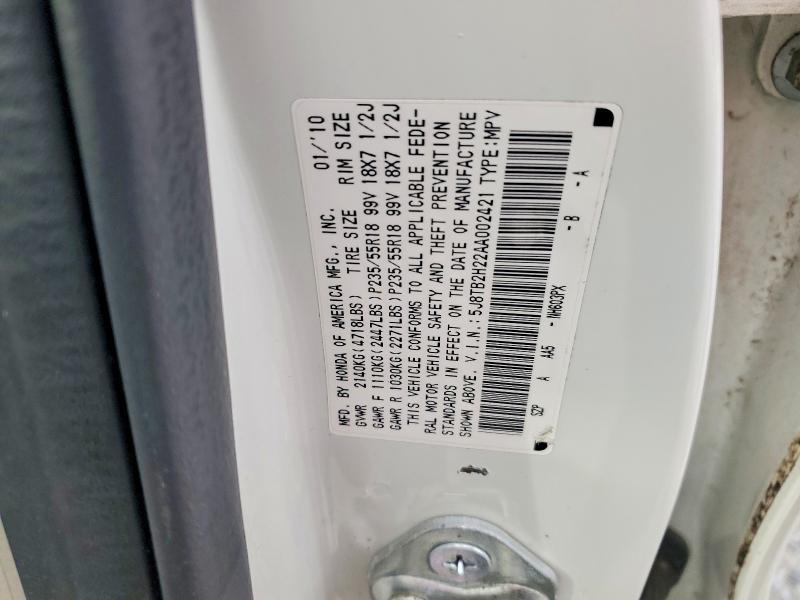 MFD. BY HONDA OF AMERICA MFG., INC. 01/'10
GVWR 2140KG(4718LBS) TIRE SIZE RIM SIZE
GAWR F 1110KG(2447LBS)P235/55R18 99V 18X7 1/2J
GAWR R 1030KG(2271LBS)P235/55R18 99V 18X7 1/2J
THIS VEHICLE CONFORMS TO ALL APPLICABLE FEDE-
RAL MOTOR VEHICLE SAFETY AND THEFT PREVENTION
STANDARDS IN EFFECT ON THE DATE OF MANUFACTURE
SHOWN ABOVE. V.I.N.:5J8TB2H22AA002421 TYPE:MPV
SZP A AA5 - NH603PX - B - A